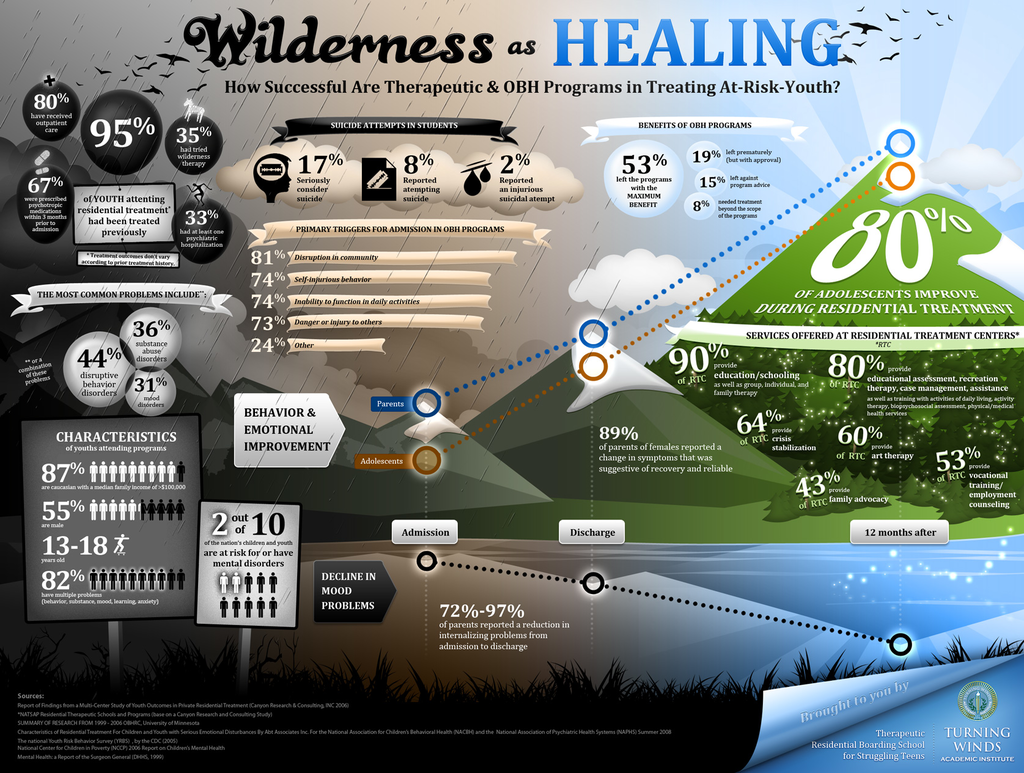 Wilderness as HEALING
How Successful Are Therapeutic & OBH Programs in Treating At-Risk-Youth?
80%
have received
outpatient
care
95%
35%
had tried
wilderness
therapy
67%
were prescribed
psychotropic
medications
within 3 months
prior to
admission
of YOUTH attenting
residential treatment*
had been treated
previously
33%
had at least one
psychiatric
hospitalization
* Treatment outcomes don't vary
according to prior treatment history.
THE MOST COMMON PROBLEMS INCLUDE**:
36%
substance
abuse
disorders
44%
disruptive
behavior
disorders
31%
mood
disorders
** or a
combination
of these
problems
CHARACTERISTICS
of youths attending programs
87%
are caucasian with a median family income of >$100,000
55%
are male
13-18
years old
82%
have multiple problems
(behavior, substance, mood, learning, anxiety)
2 out of 10
of the nation's children and youth
are at risk for or have
mental disorders
SUICIDE ATTEMPTS IN STUDENTS
17%
Seriously
consider
suicide
8%
Reported
atempting
suicide
2%
Reported
an injurious
suicidal atempt
PRIMARY TRIGGERS FOR ADMISSION IN OBH PROGRAMS
81% Disruption in community
74% Self-injurious behavior
74% Inability to function in daily activities
73% Danger or injury to others
24% Other
BENEFITS OF OBH PROGRAMS
53%
left the programs
with the
MAXIMUM
BENEFIT
19% left prematurely
(but with approval)
15% left against
program advice
8% needed treatment
beyond the scope
of the programs
BEHAVIOR &
EMOTIONAL
IMPROVEMENT
Parents
Adolescents
89%
of parents of females reported a
change in symptoms that was
suggestive of recovery and reliable
80%
OF ADOLESCENTS IMPROVE
DURING RESIDENTIAL TREATMENT
SERVICES OFFERED AT RESIDENTIAL TREATMENT CENTERS*
*RTC
90%
of RTC
provide
education/schooling
as well as group, individual, and
family therapy
80%
of RTC
provide
educational assessment, recreation
therapy, case management, assistance
as well as training with activities of daily living, activity
therapy, biopsychosocial assessment, physical/medical
health services
64%
of RTC
provide
crisis
stabilization
60%
of RTC
provide
art therapy
53%
of RTC
provide
vocational
training/
employment
counseling
43%
of RTC
provide
family advocacy
Admission
Discharge
12 months after
DECLINE IN
MOOD
PROBLEMS
72%-97%
of parents reported a reduction in
internalizing problems from
admission to discharge
Sources:
Report of Findings from a Multi-Center Study of Youth Outcomes in Private Residential Treatment (Canyon Research & Consulting, INC 2006)
*NATSAP Residential Therapeutic Schools and Programs (base on a Canyon Research and Consulting Study)
SUMMARY OF RESEARCH FROM 1999 - 2006 OBHRC, University of Minnesota
Characteristics of Residential Treatment For Children and Youth with Serious Emotional Disturbances By Abt Associates Inc. For the National Association for Children's Behavioral Health (NACBH) and the National Association of Psychiatric Health Systems (NAPHS) Summer 2008
The national Youth Risk Behavior Survey (YRBS) , by the CDC (2005)
National Center for Children in Poverty (NCCP) 2006 Report on Children's Mental Health
Mental Health: a Report of the Surgeon General (DHHS, 1999)
Brought to you by
Therapeutic
Residential Boarding School
for Struggling Teens
TURNING
WINDS
ACADEMIC INSTITUTE